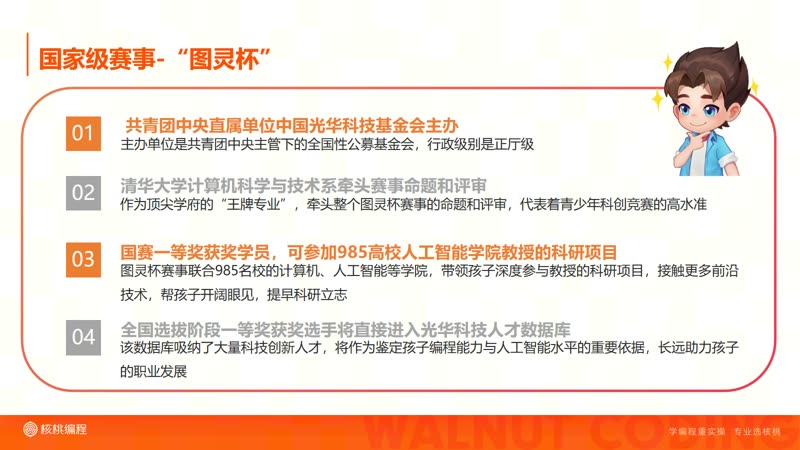 国家级赛事-“图灵杯”
01
共青团中央直属单位中国光华科技基金会主办
主办单位是共青团中央主管下的全国性公募基金会，行政级别是正厅级
02
清华大学计算机科学与技术系牵头赛事命题和评审
作为顶尖学府的“王牌专业”，牵头整个图灵杯赛事的命题和评审，代表着青少年科创竞赛的高水准
03
国赛一等奖获奖学员，可参加985高校人工智能学院教授的科研项目
图灵杯赛事联合985名校的计算机、人工智能等学院，带领孩子深度参与教授的科研项目，接触更多前沿
技术，帮孩子开阔眼见，提早科研立志
04
全国选拔阶段一等奖获奖选手将直接进入光华科技人才数据库
该数据库吸纳了大量科技创新人才，将作为鉴定孩子编程能力与人工智能水平的重要依据，长远助力孩子
的职业发展
核桃编程
WALNUT CODING
学编程重实操 专业选核桃